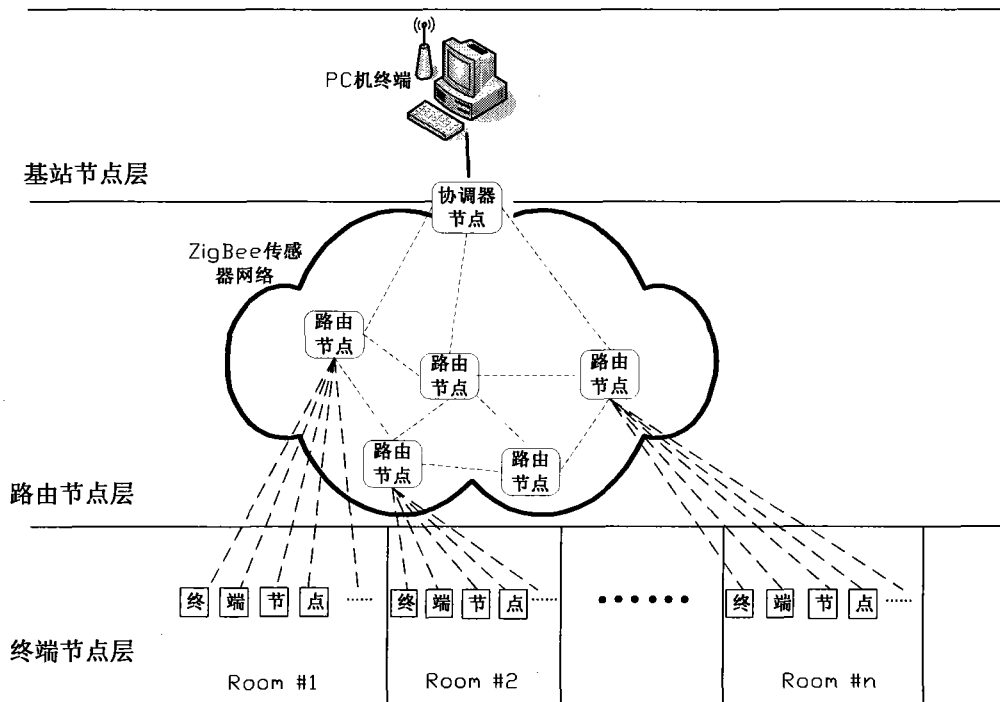 PC机终端
基站节点层
协调器
节点
ZigBee传感
器网络
路由
节点
路由
节点
路由
节点
路由
节点
路由
节点
路由节点层
终 端 节 点 ......
终 端 节 点 ......
......
终 端 节 点 ......
终端节点层
Room #1
Room #2
Room #n